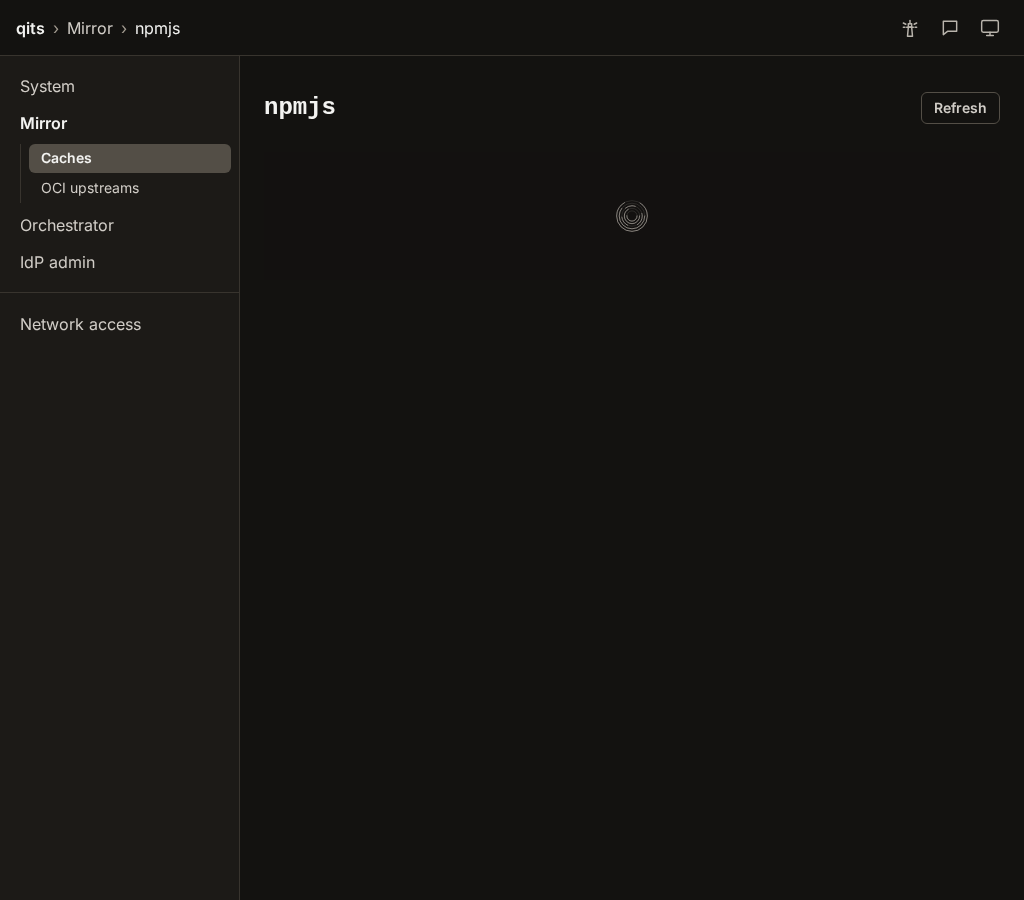 qits › Mirror › npmjs
System
Mirror
Caches
OCI upstreams
Orchestrator
IdP admin
Network access
npmjs
Refresh